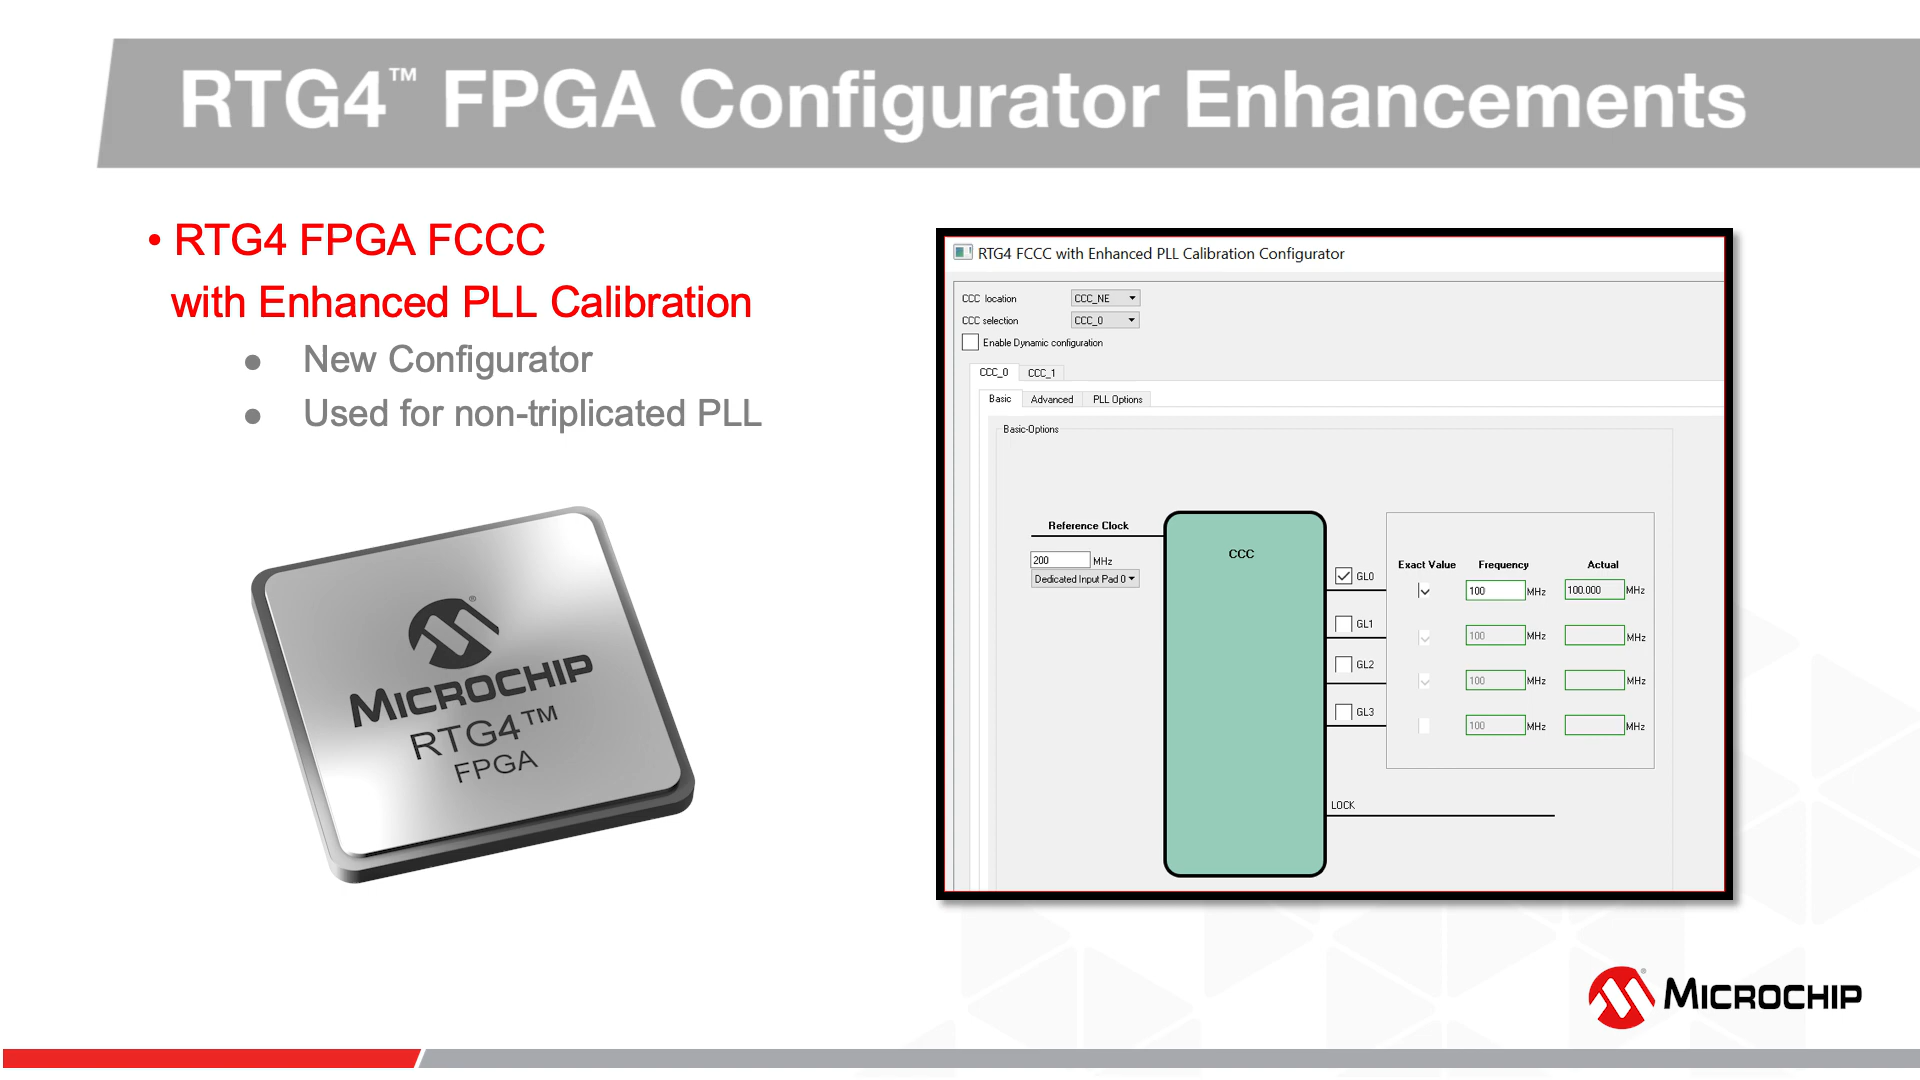 RTG4™ FPGA Configurator Enhancements
• RTG4 FPGA FCCC
with Enhanced PLL Calibration
● New Configurator
● Used for non-triplicated PLL
MICROCHIP
RTG4™
FPGA
RTG4 FCCC with Enhanced PLL Calibration Configurator
CCC location CCC_NE
CCC selection CCC_0
Enable Dynamic configuration
CCC_0 CCC_1
Basic Advanced PLL Options
Basic-Options
Reference Clock
200 MHz
Dedicated Input Pad 0
CCC
Exact Value Frequency Actual
GL0 100 MHz 100.000 MHz
GL1 100 MHz MHz
GL2 100 MHz MHz
GL3 100 MHz MHz
LOCK
MICROCHIP